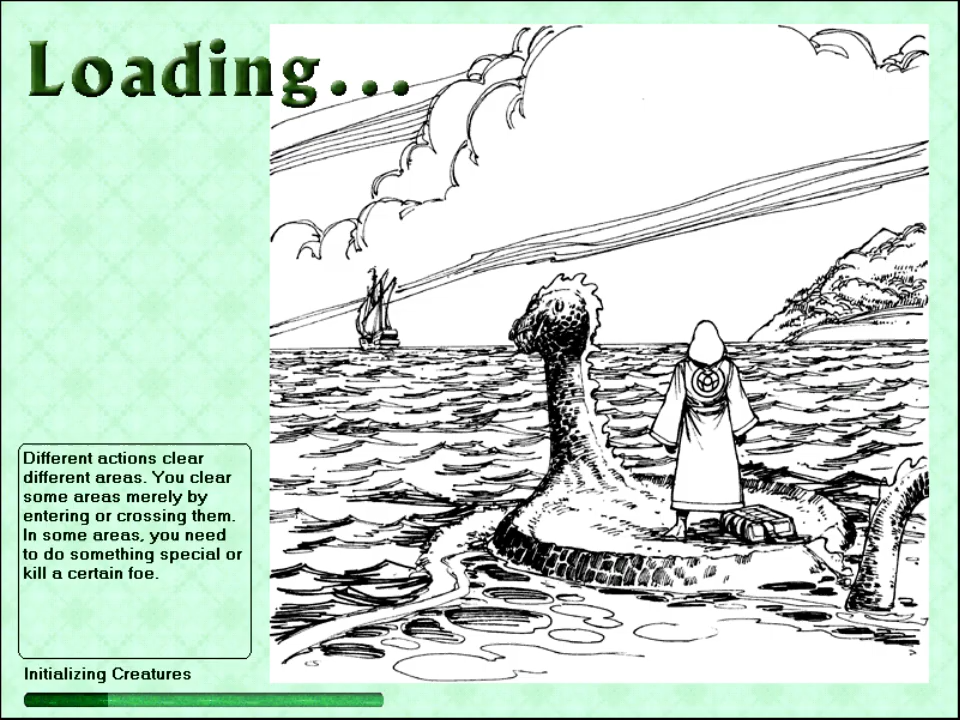 Loading...
Different actions clear
different areas. You clear
some areas merely by
entering or crossing them.
In some areas, you need
to do something special or
kill a certain foe.
Initializing Creatures